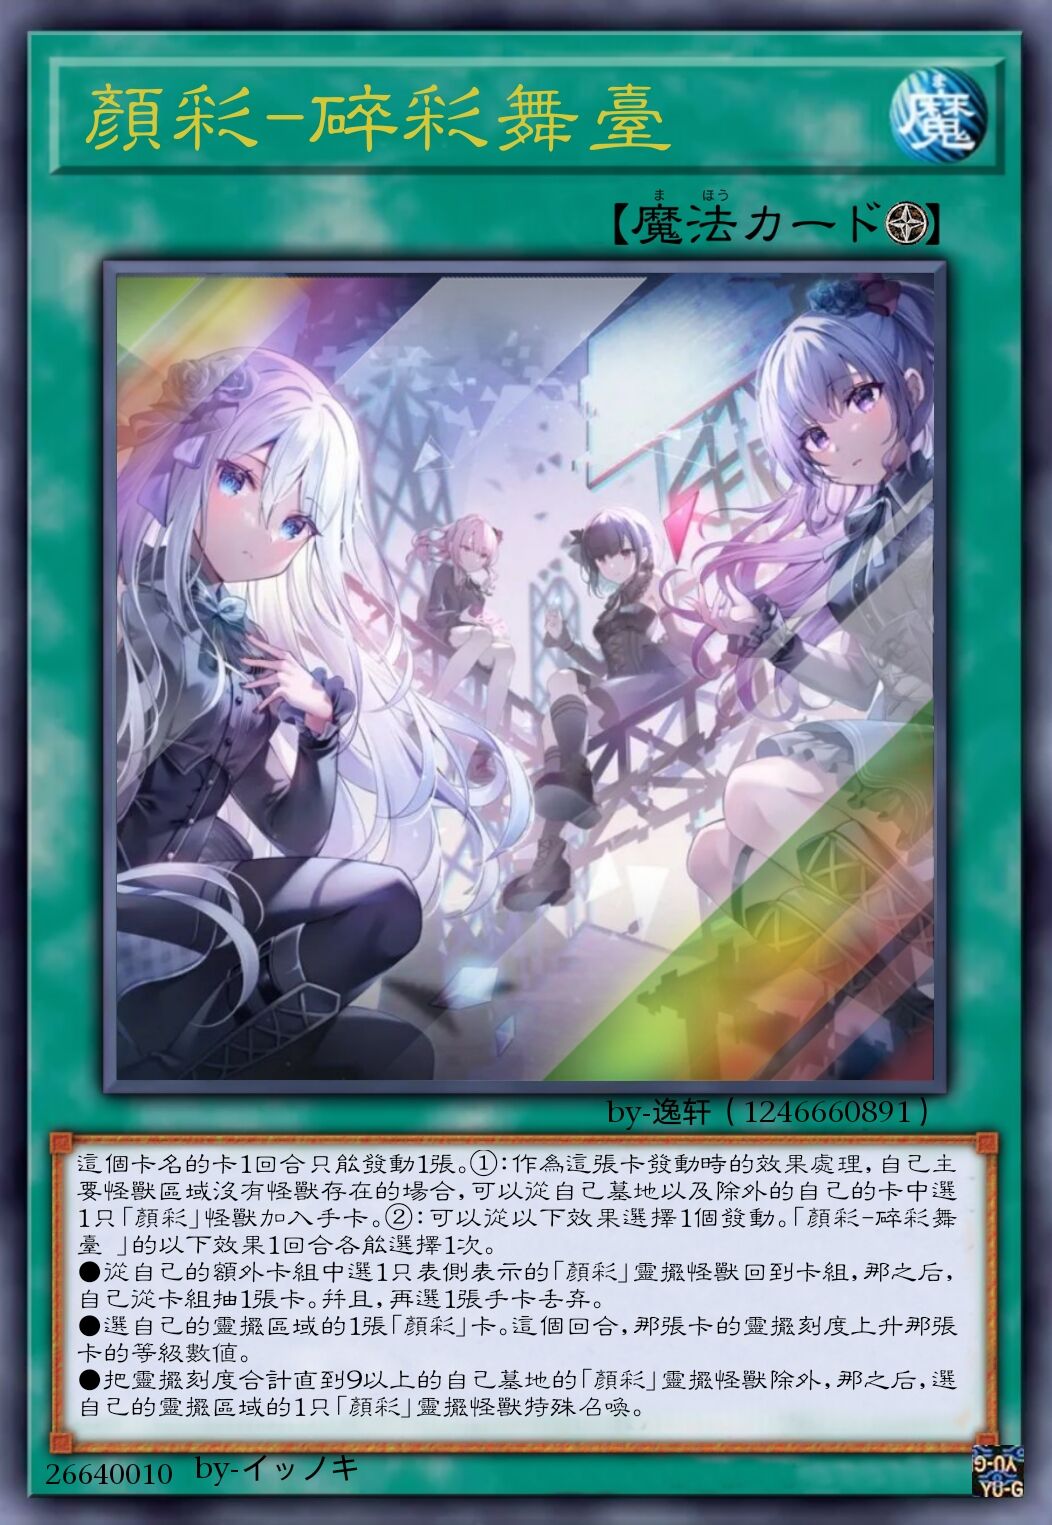 顏彩-碎彩舞臺
魔
ま ほう
【魔法カード】
by-逸轩（1246660891）
這個卡名的卡1回合只能發動1張。①：作為這張卡發動時的效果處理，自己主
要怪獸區域沒有怪獸存在的場合，可以從自己墓地以及除外的自己的卡中選
1只「顏彩」怪獸加入手卡。②：可以從以下效果選擇1個發動。「顏彩-碎彩舞
臺 」的以下效果1回合各能選擇1次。
●從自己的額外卡組中選1只表側表示的「顏彩」靈擺怪獸回到卡組，那之后，
自己從卡組抽1張卡。并且，再選1張手卡丟弃。
●選自己的靈擺區域的1張「顏彩」卡。這個回合，那張卡的靈擺刻度上升那張
卡的等級數值。
●把靈擺刻度合計直到9以上的自己墓地的「顏彩」靈擺怪獸除外，那之后，選
自己的靈擺區域的1只「顏彩」靈擺怪獸特殊召喚。
26640010 by-イッノキ
YU-G
YU-G